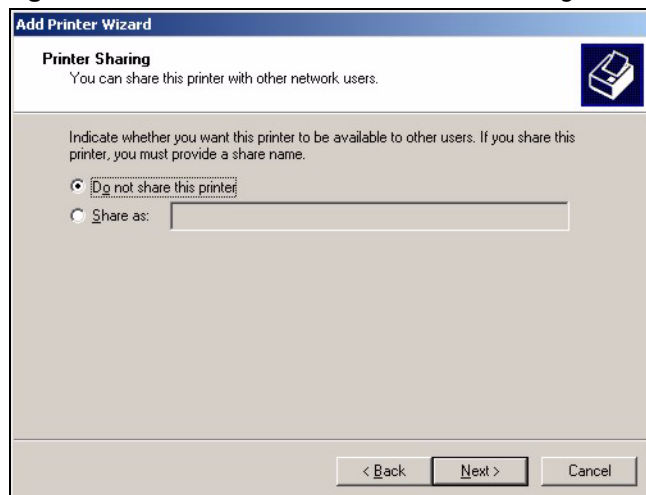 Add Printer Wizard
Printer Sharing
You can share this printer with other network users.
Indicate whether you want this printer to be available to other users. If you share this
printer, you must provide a share name.
Do not share this printer
Share as:
< Back
Next >
Cancel